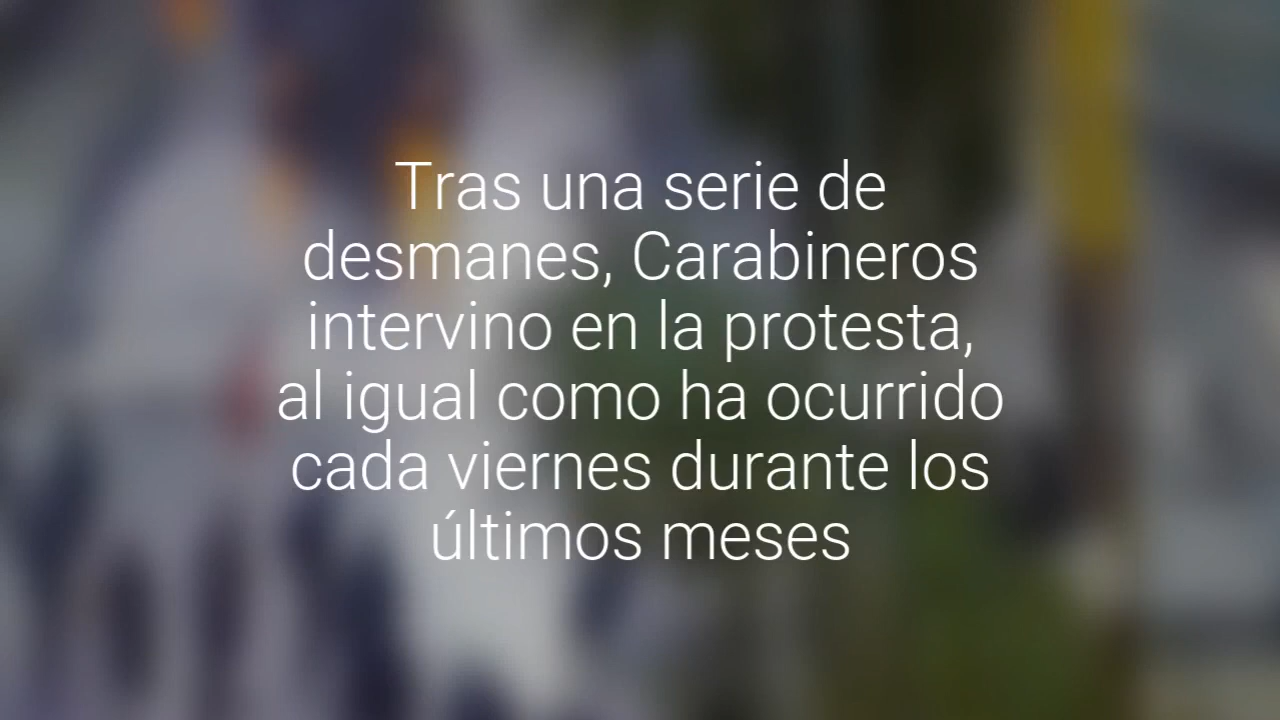 Tras una serie de
desmanes, Carabineros
intervino en la protesta,
al igual como ha ocurrido
cada viernes durante los
últimos meses